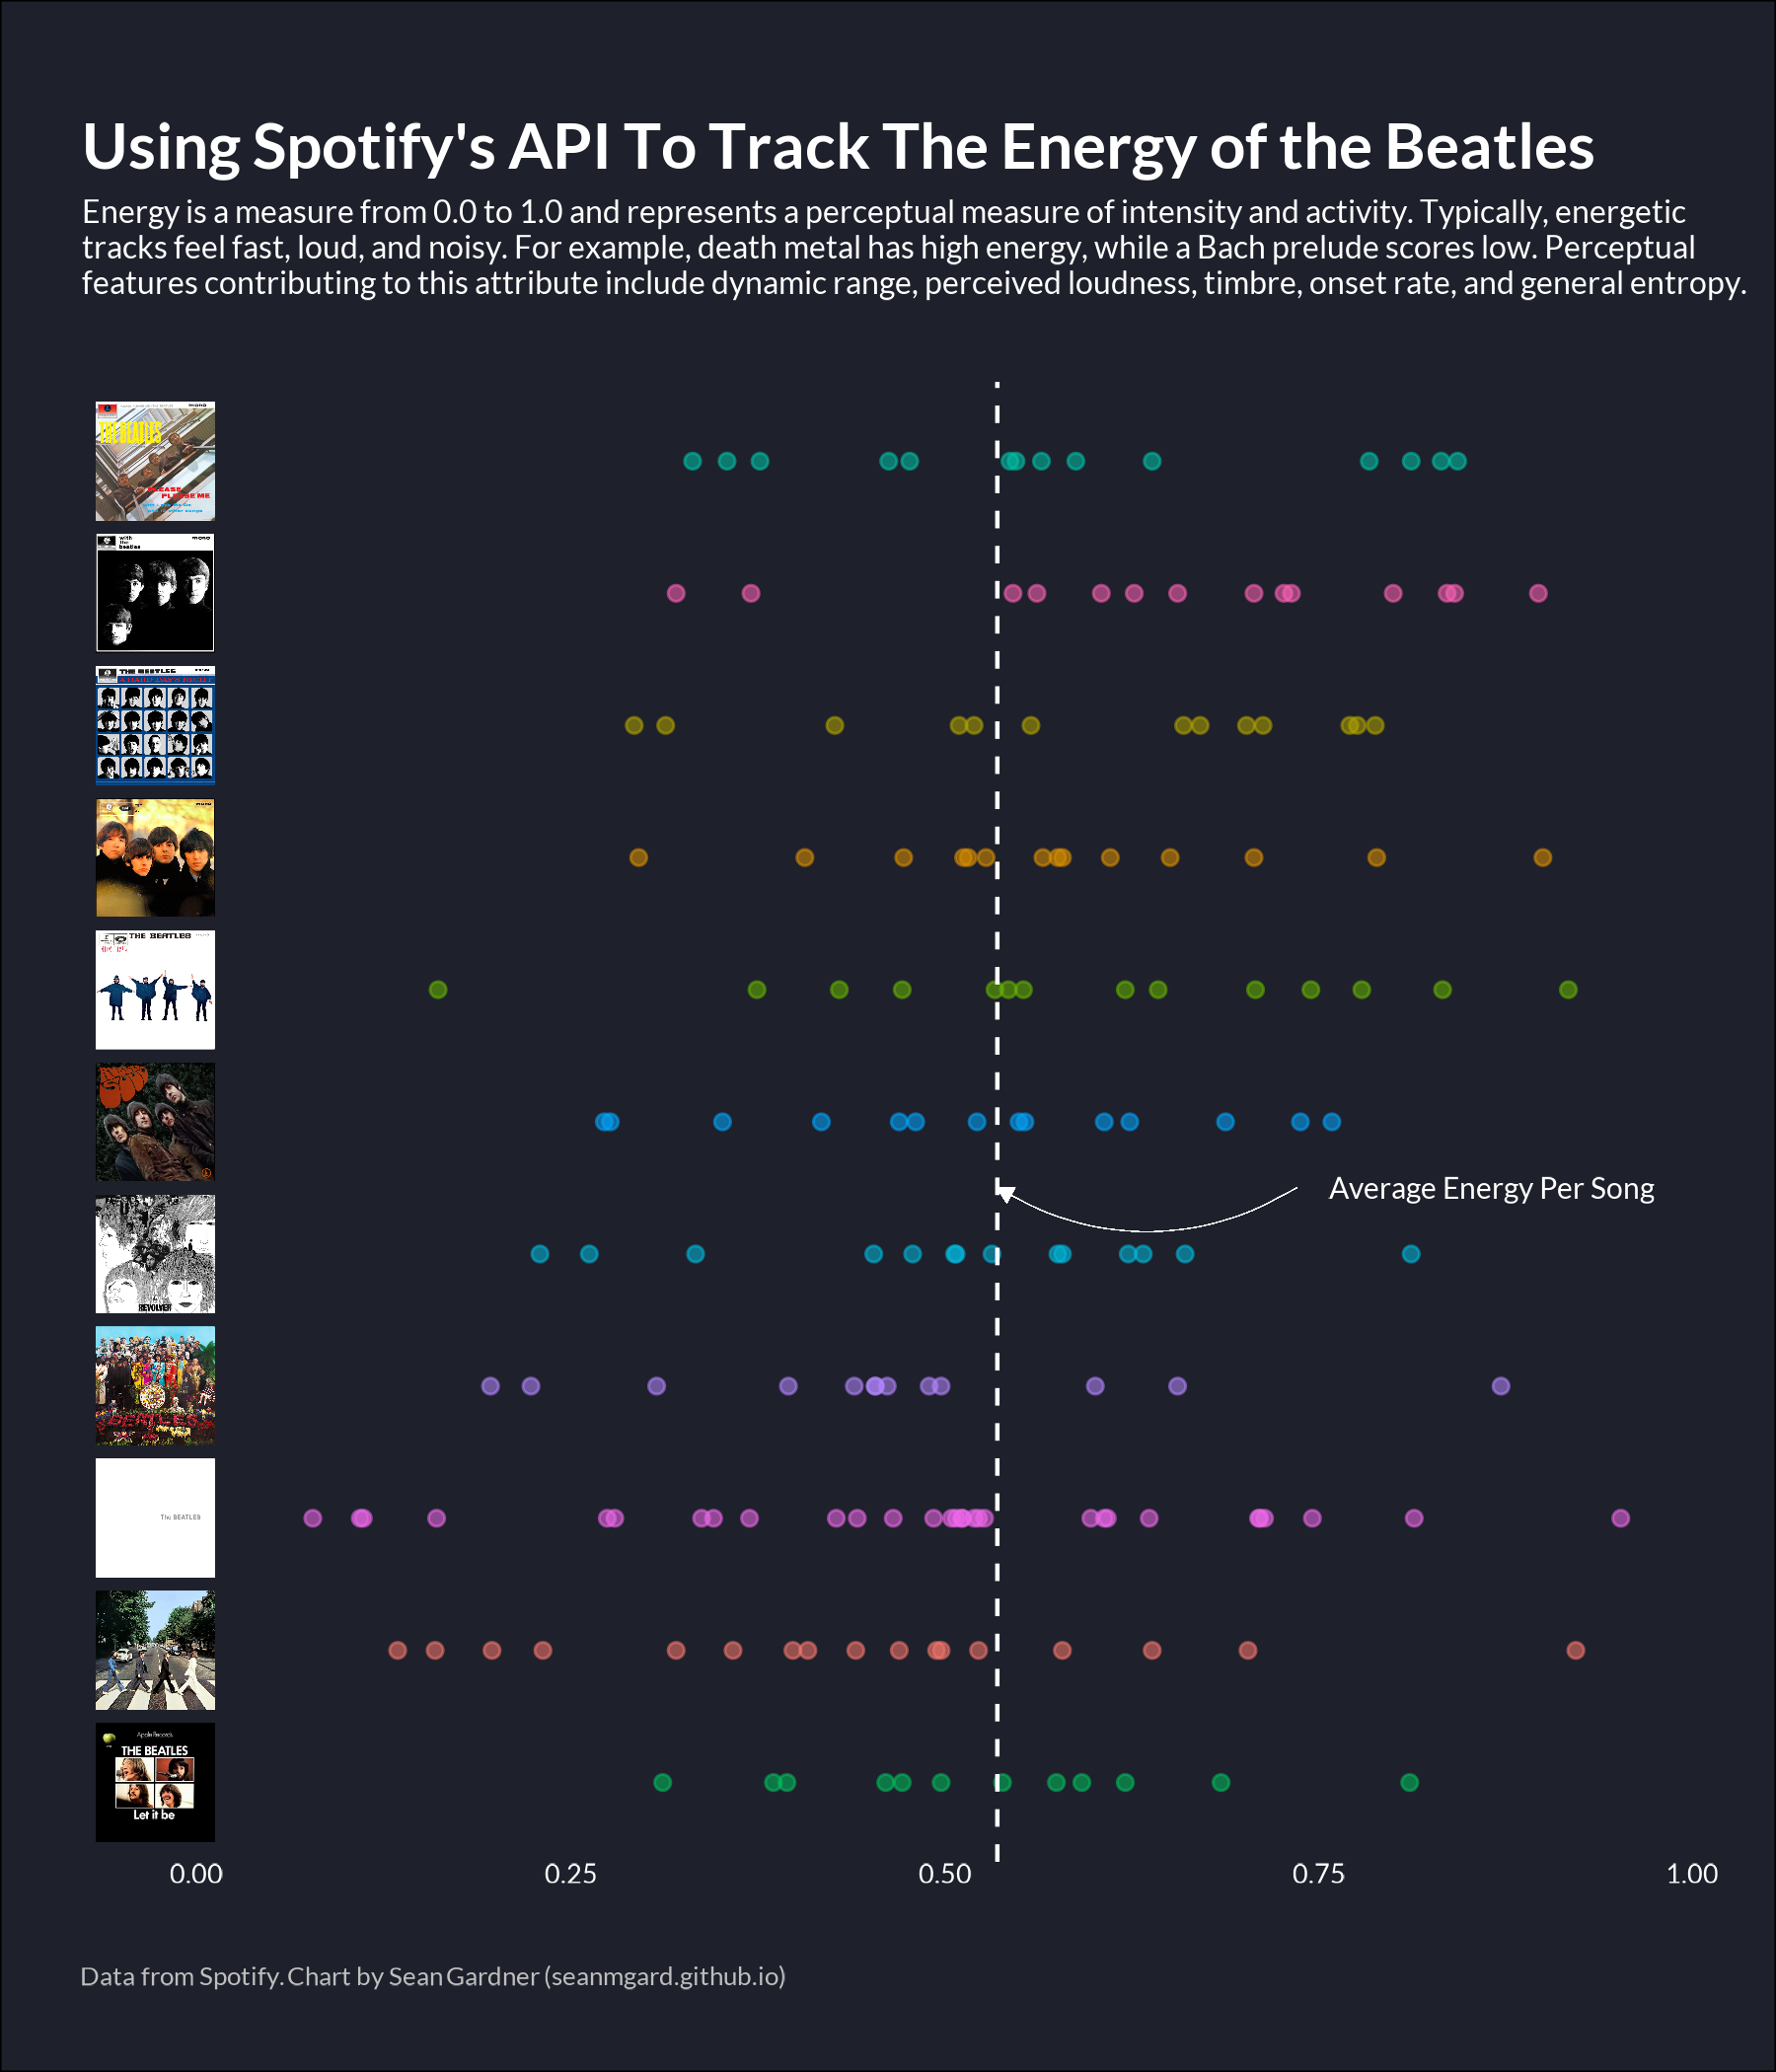 Using Spotify's API To Track The Energy of the Beatles
Energy is a measure from 0.0 to 1.0 and represents a perceptual measure of intensity and activity. Typically, energetic
tracks feel fast, loud, and noisy. For example, death metal has high energy, while a Bach prelude scores low. Perceptual
features contributing to this attribute include dynamic range, perceived loudness, timbre, onset rate, and general entropy.
mono
THE BEATLES
PLEASE
PLEASE ME
with
the
beatles
mono
THE BEATLES
A HARD DAY'S NIGHT
mono
THE BEATLES
RUBBER
SOUL
Average Energy Per Song
REVOLVER
BEATLES
The BEATLES
Apple Records
THE BEATLES
Let it be
0.00
0.25
0.50
0.75
1.00
Data from Spotify. Chart by Sean Gardner (seanmgard.github.io)